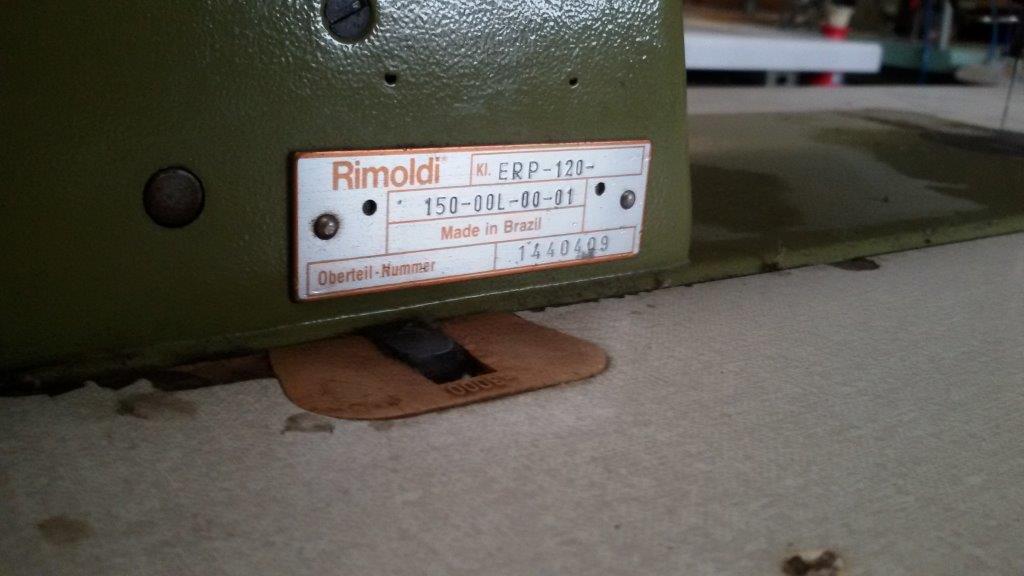 Rimoldi Kl. ERP-120-
150-00L-00-01
Made in Brazil
Oberteil-Nummer 1440409